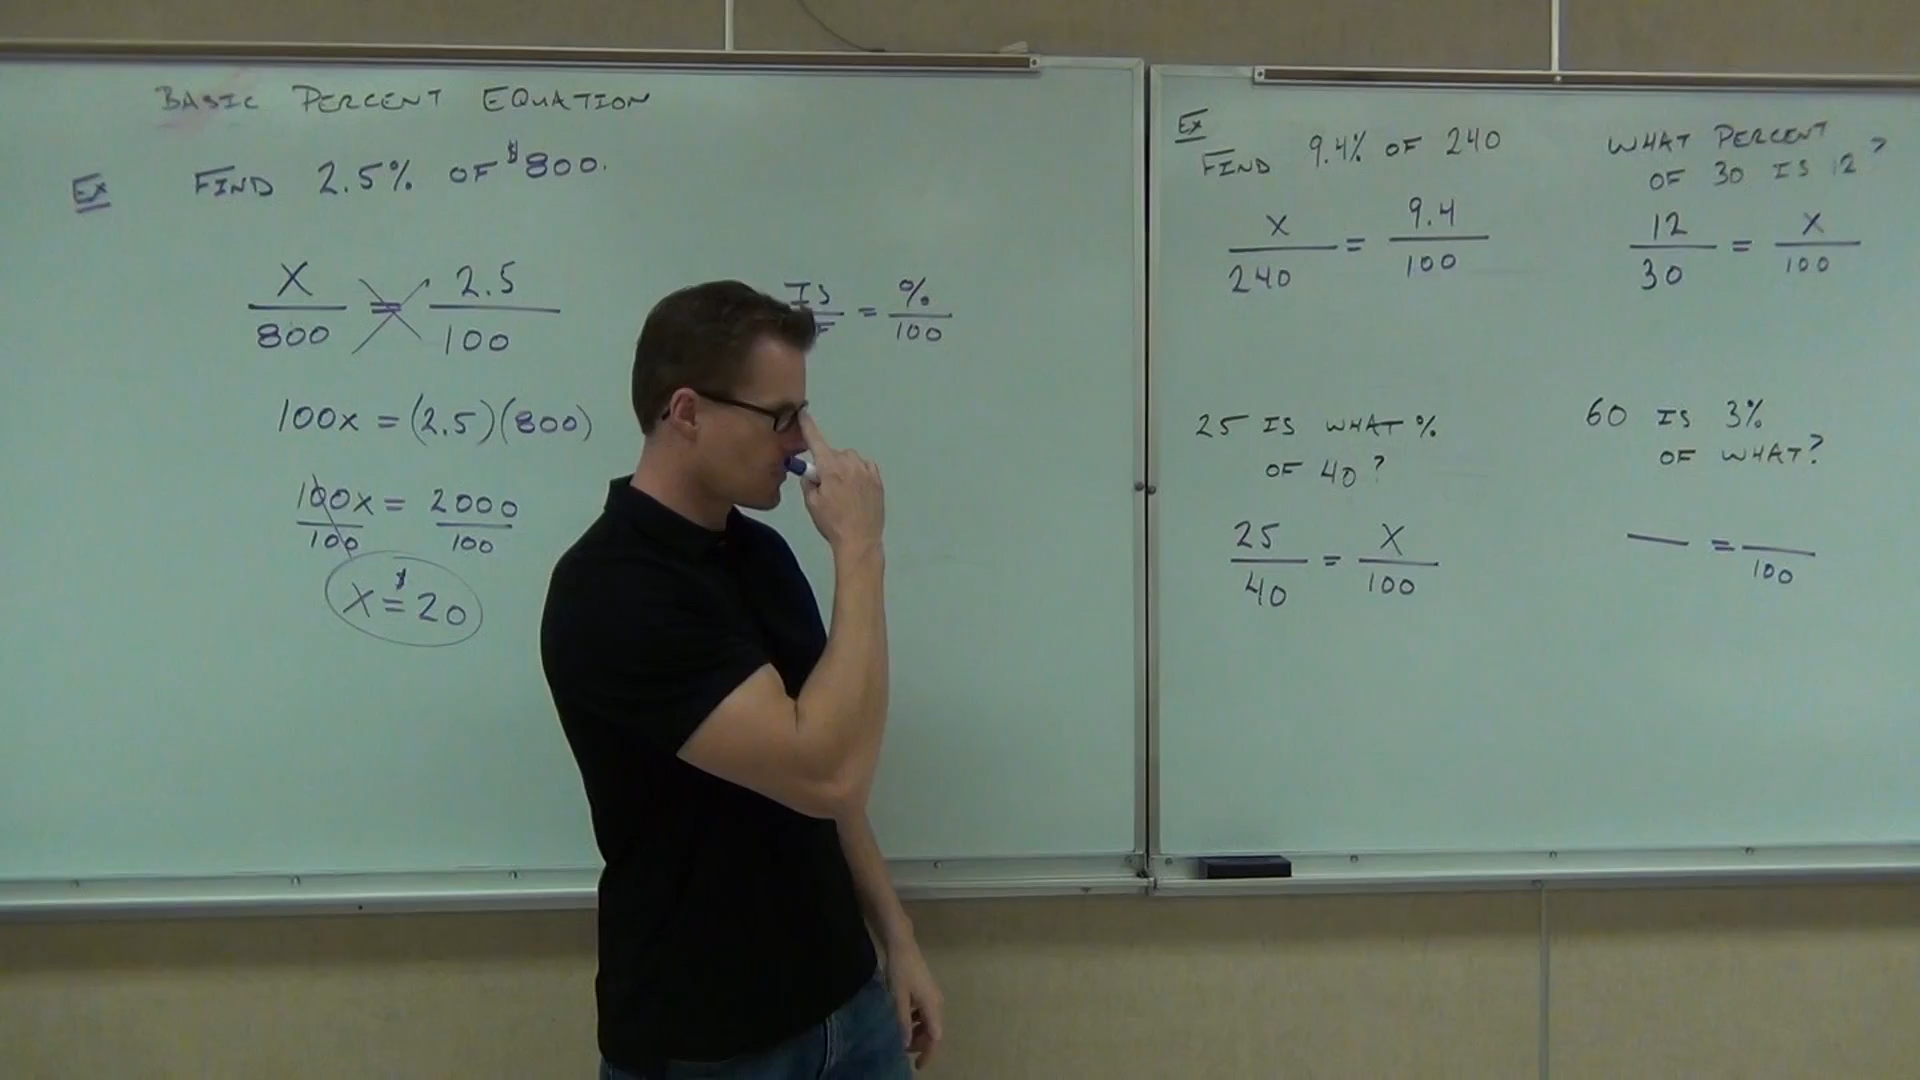 BASIC PERCENT EQUATION
Ex FIND 2.5% OF $800.
X/800 = 2.5/100
100x = (2.5)(800)
100x/100 = 2000/100
X = $20
IS/F = %/100
Ex
FIND 9.4% OF 240
X/240 = 9.4/100
WHAT PERCENT
OF 30 IS 12?
12/30 = X/100
25 IS WHAT %
OF 40?
25/40 = X/100
60 IS 3%
OF WHAT?
__ = __/100